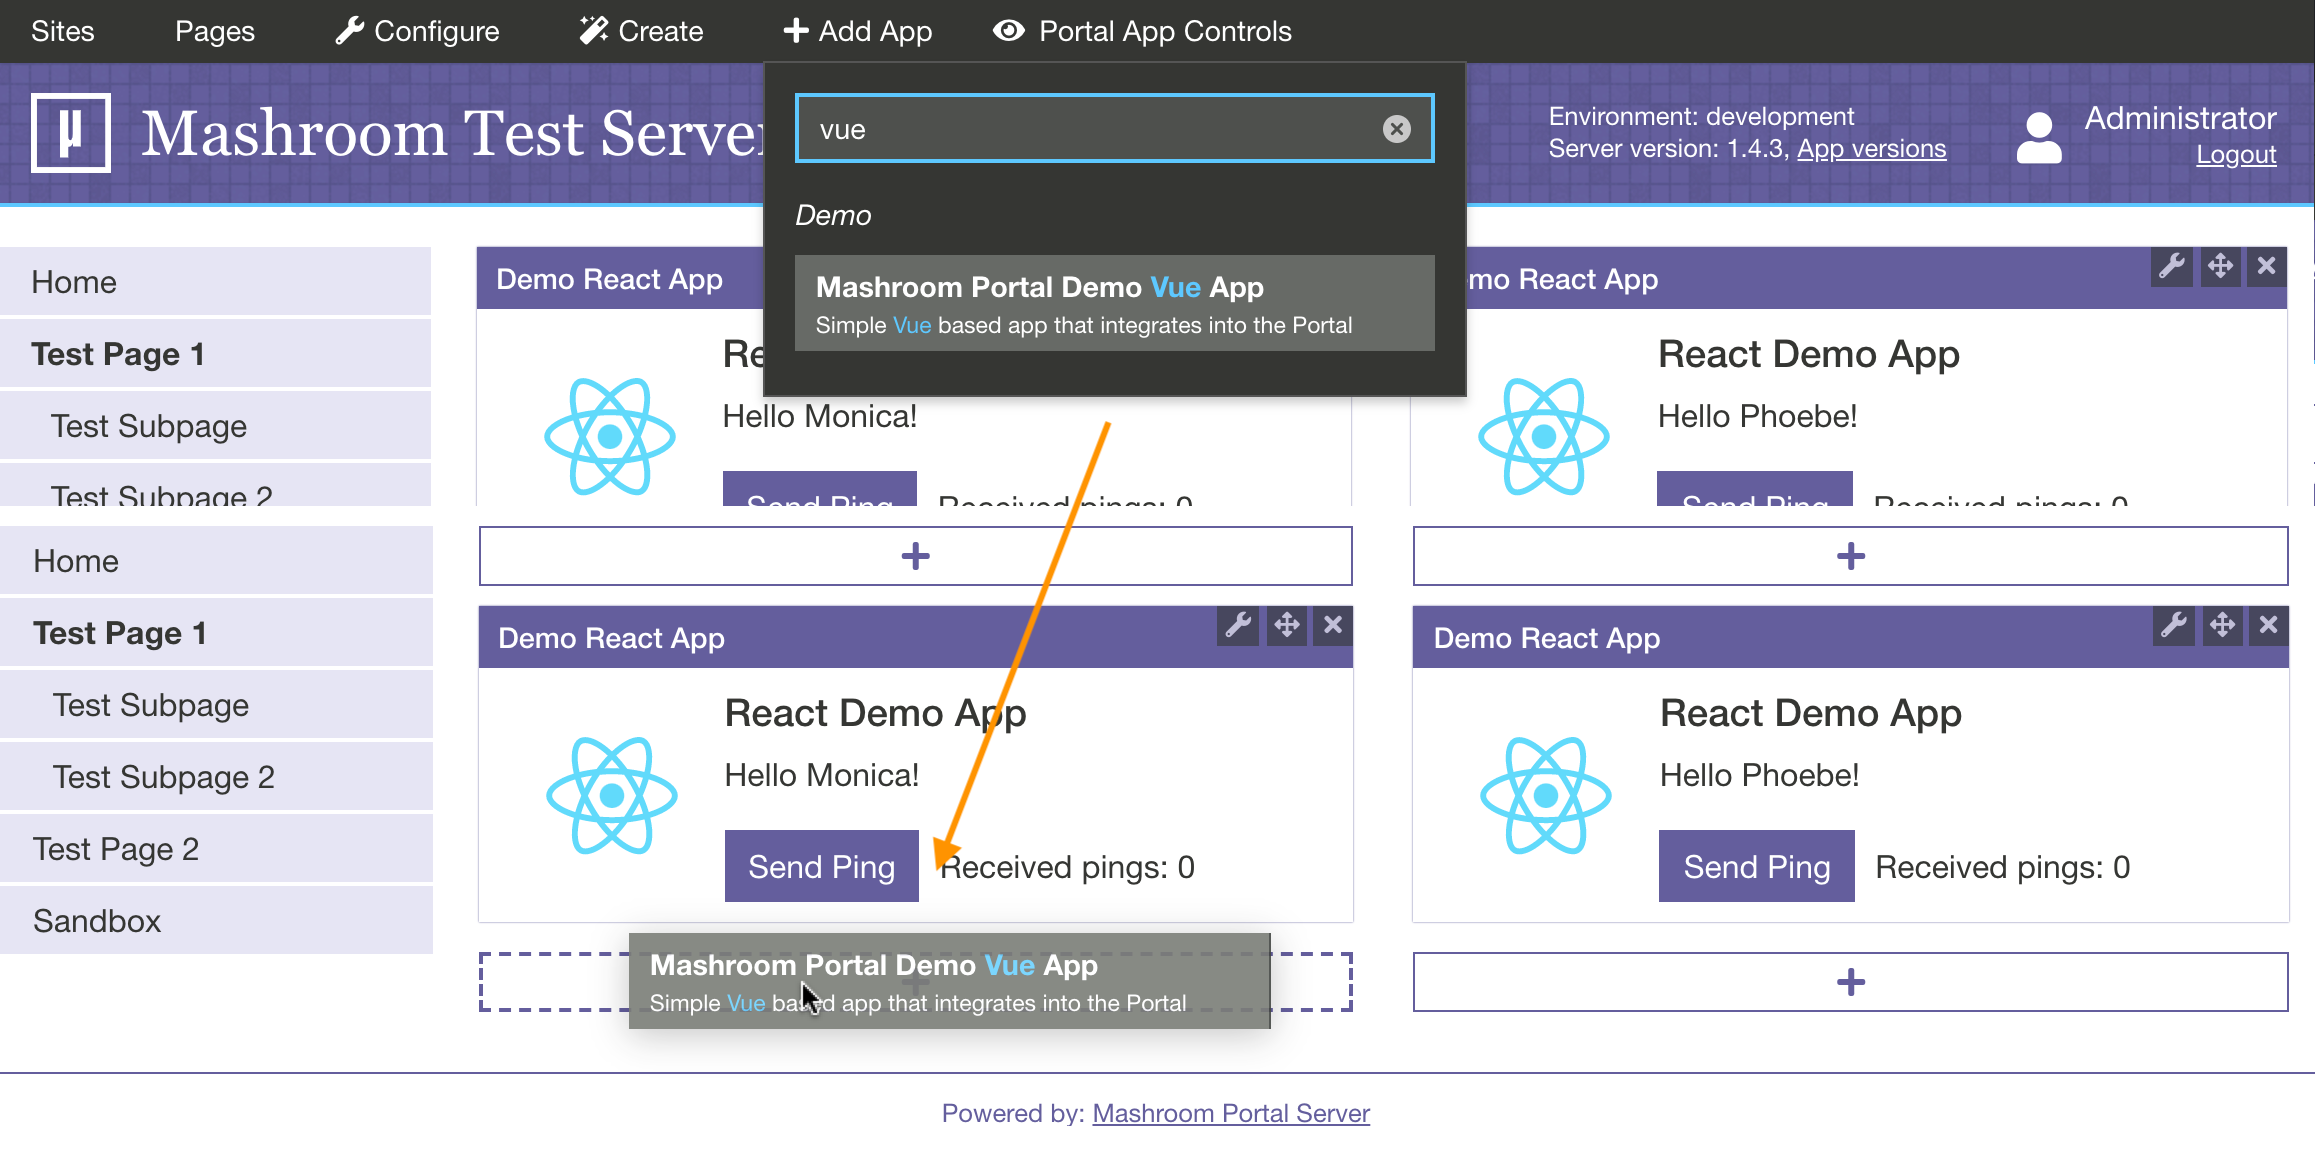 Sites Pages Configure Create Add App Portal App Controls
µ Mashroom Test Server
vue
Environment: development
Server version: 1.4.3, App versions
Administrator
Logout
Demo
Mashroom Portal Demo Vue App
Simple Vue based app that integrates into the Portal
Home
Test Page 1
Test Subpage
Test Subpage 2
Demo React App
Re
Hello Monica!
Send Ping Received pings: 0
mo React App
React Demo App
Hello Phoebe!
Send Ping Received pings: 0
Home
Test Page 1
Test Subpage
Test Subpage 2
Test Page 2
Sandbox
Demo React App
React Demo App
Hello Monica!
Send Ping Received pings: 0
Demo React App
React Demo App
Hello Phoebe!
Send Ping Received pings: 0
Mashroom Portal Demo Vue App
Simple Vue based app that integrates into the Portal
Powered by: Mashroom Portal Server